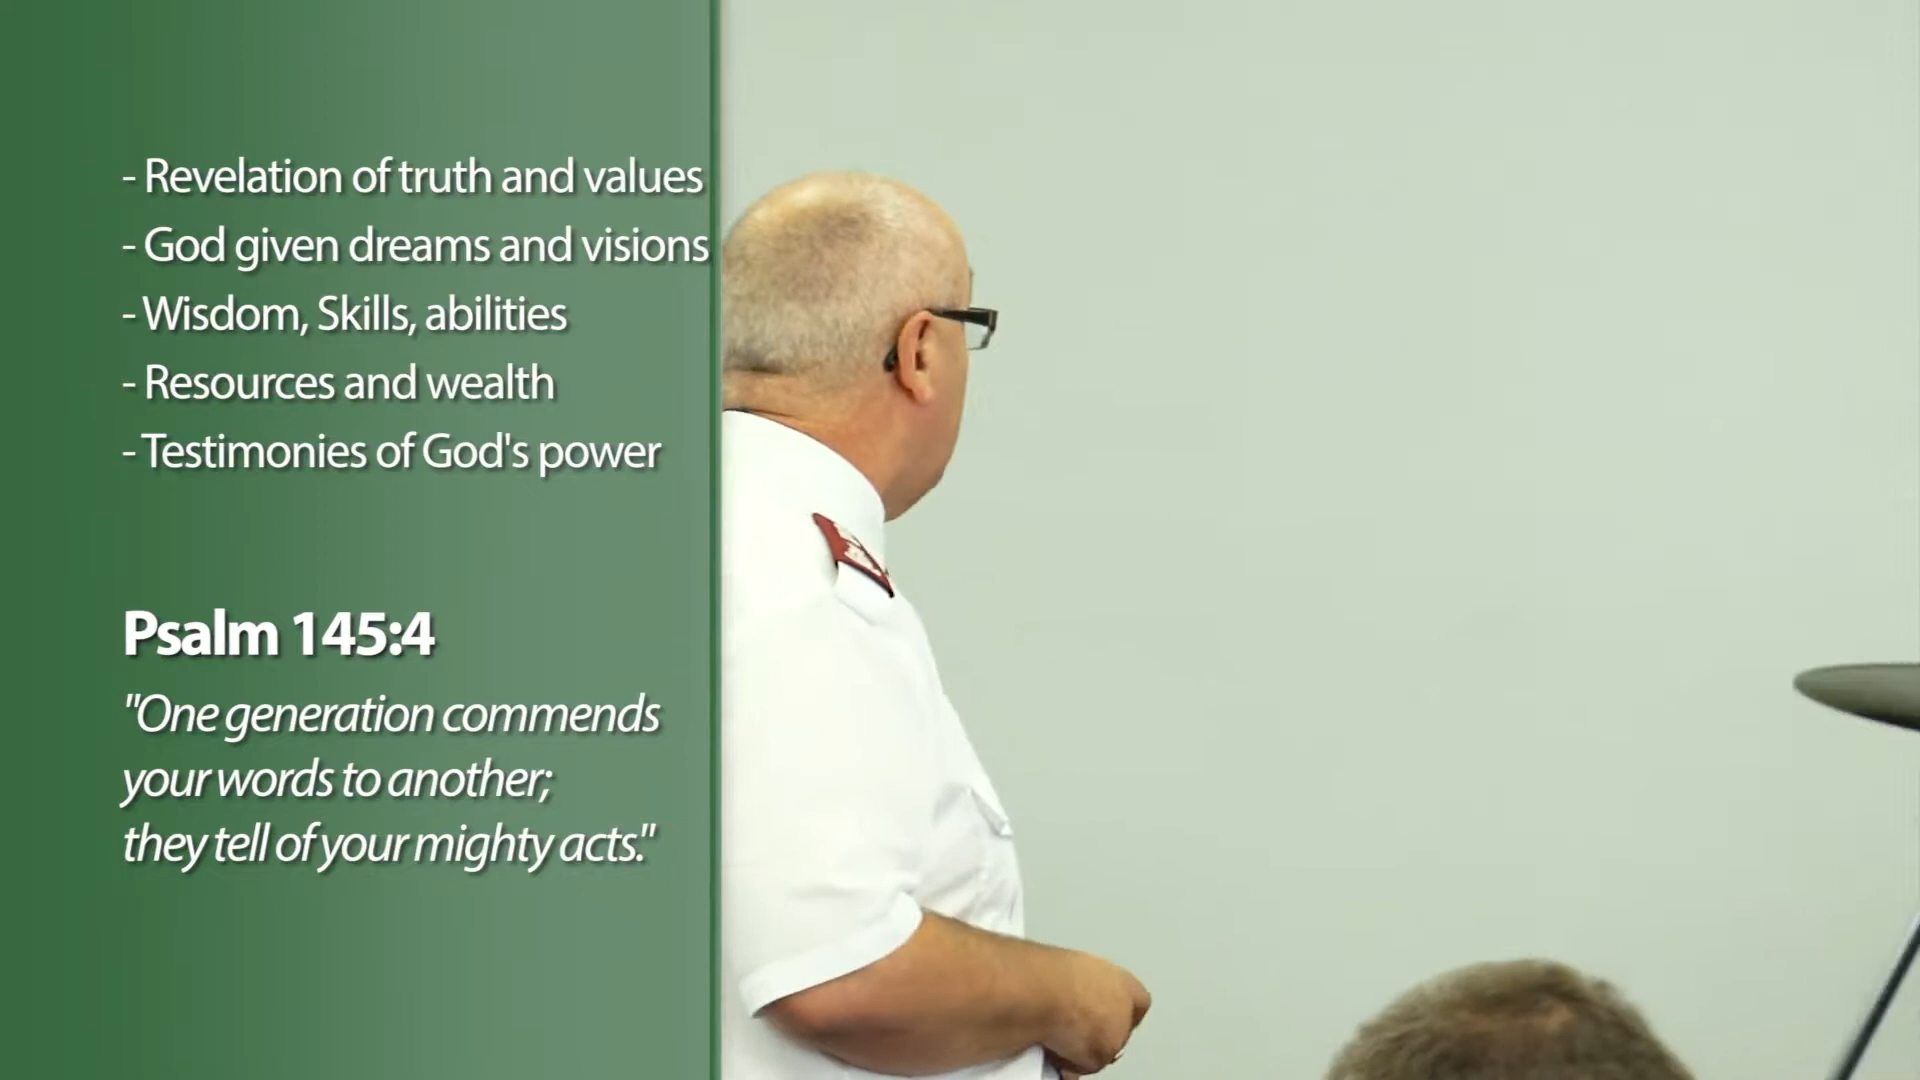 - Revelation of truth and values
- God given dreams and visions
- Wisdom, Skills, abilities
- Resources and wealth
- Testimonies of God's power
Psalm 145:4
"One generation commends
your words to another;
they tell of your mighty acts."